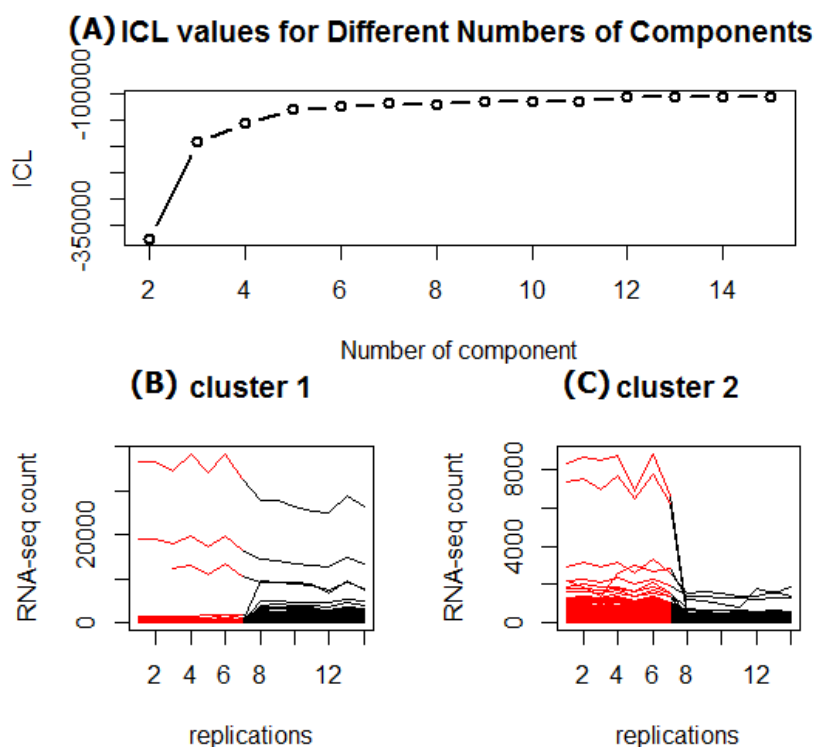 (A) ICL values for Different Numbers of Components
ICL
-1000000
-100000
-350000
2 4 6 8 10 12 14
Number of component
(B) cluster 1
RNA-seq count
20000
0
2 4 6 8 12
replications
(C) cluster 2
RNA-seq count
8000
4000
0
2 4 6 8 12
replications